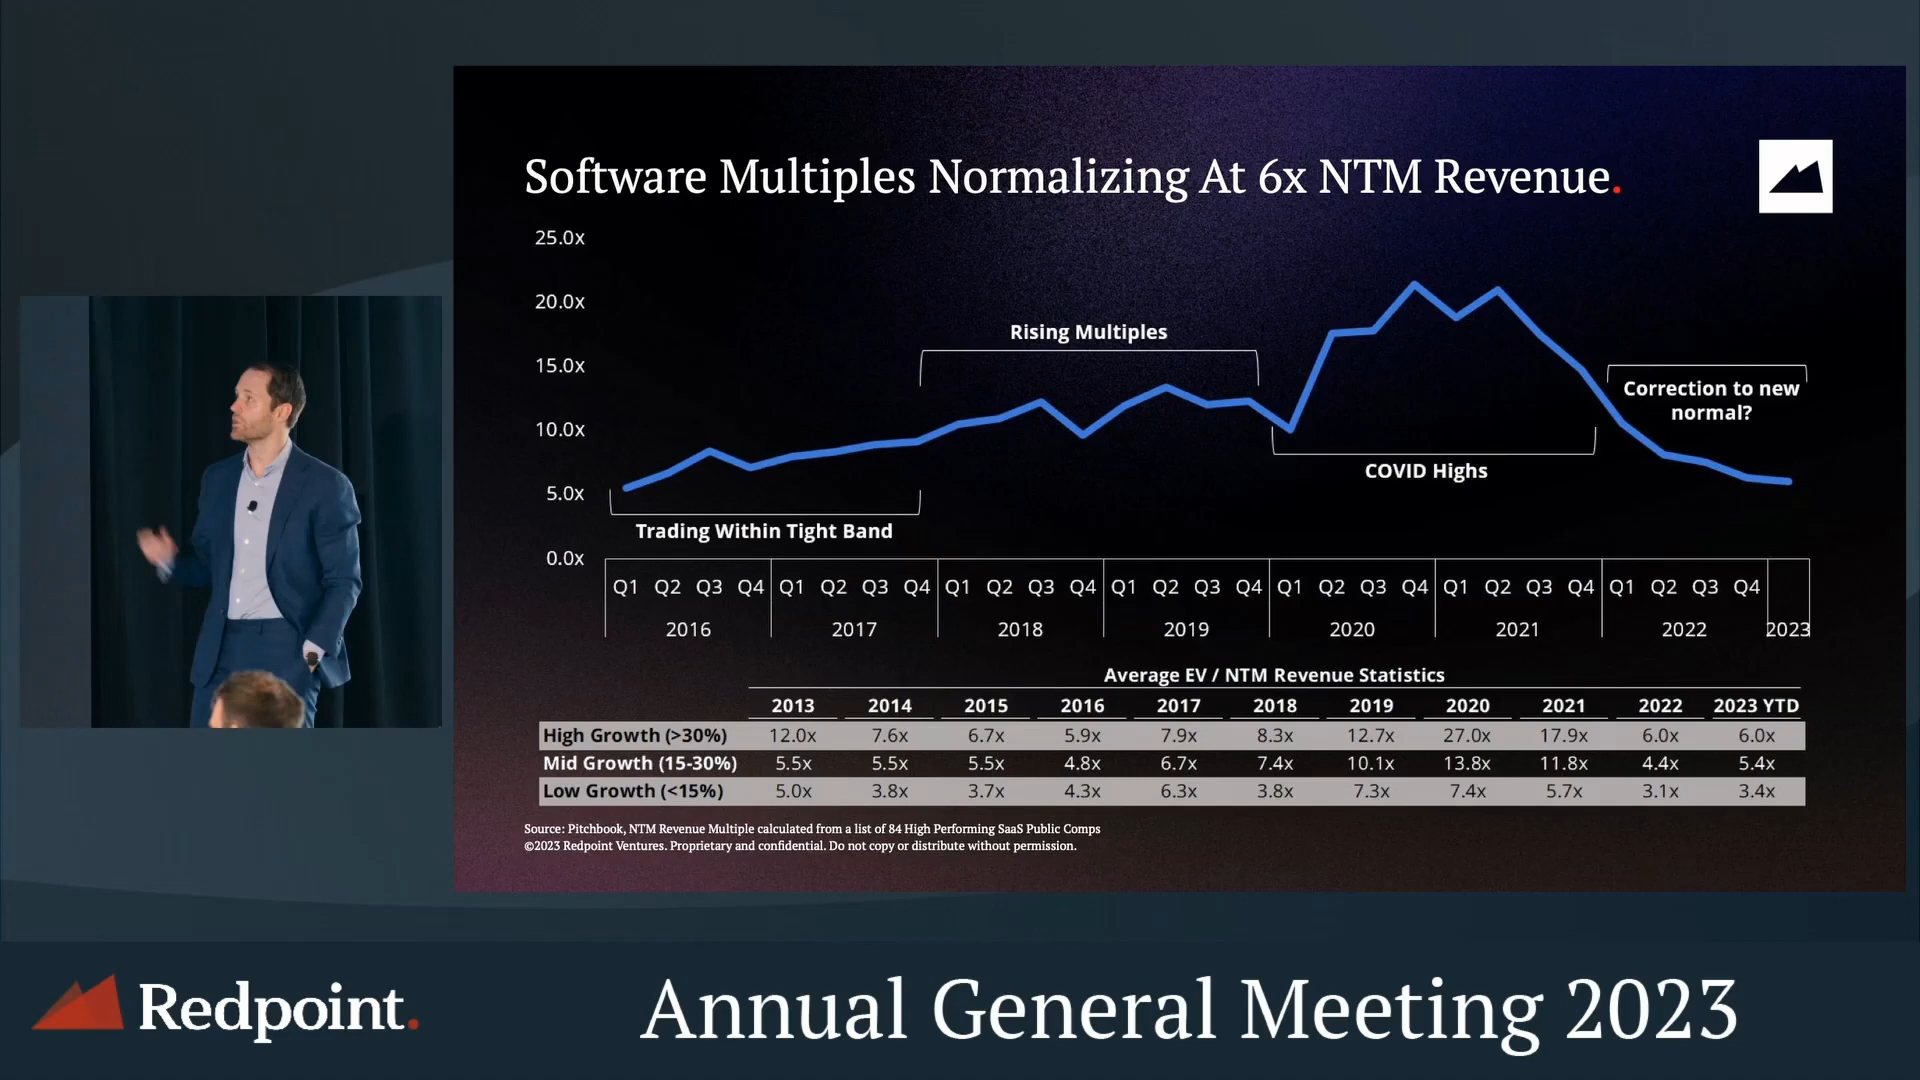 Software Multiples Normalizing At 6x NTM Revenue.
25.0x
20.0x
15.0x
10.0x
5.0x
0.0x
Rising Multiples
Correction to new
normal?
COVID Highs
Trading Within Tight Band
Q1 Q2 Q3 Q4 Q1 Q2 Q3 Q4 Q1 Q2 Q3 Q4 Q1 Q2 Q3 Q4 Q1 Q2 Q3 Q4 Q1 Q2 Q3 Q4 Q1 Q2 Q3 Q4
2016 2017 2018 2019 2020 2021 2022 2023
Average EV / NTM Revenue Statistics
2013 2014 2015 2016 2017 2018 2019 2020 2021 2022 2023 YTD
High Growth (>30%) 12.0x 7.6x 6.7x 5.9x 7.9x 8.3x 12.7x 27.0x 17.9x 6.0x 6.0x
Mid Growth (15-30%) 5.5x 5.5x 5.5x 4.8x 6.7x 7.4x 10.1x 13.8x 11.8x 4.4x 5.4x
Low Growth (<15%) 5.0x 3.8x 3.7x 4.3x 6.3x 3.8x 7.3x 7.4x 5.7x 3.1x 3.4x
Source: Pitchbook, NTM Revenue Multiple calculated from a list of 84 High Performing SaaS Public Comps
©2023 Redpoint Ventures. Proprietary and confidential. Do not copy or distribute without permission.
Redpoint.
Annual General Meeting 2023